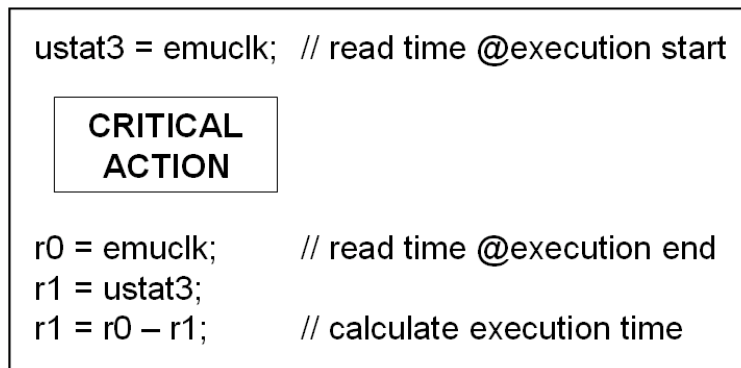 ustat3 = emuclk; // read time @execution start
CRITICAL
ACTION
r0 = emuclk; // read time @execution end
r1 = ustat3;
r1 = r0 – r1; // calculate execution time